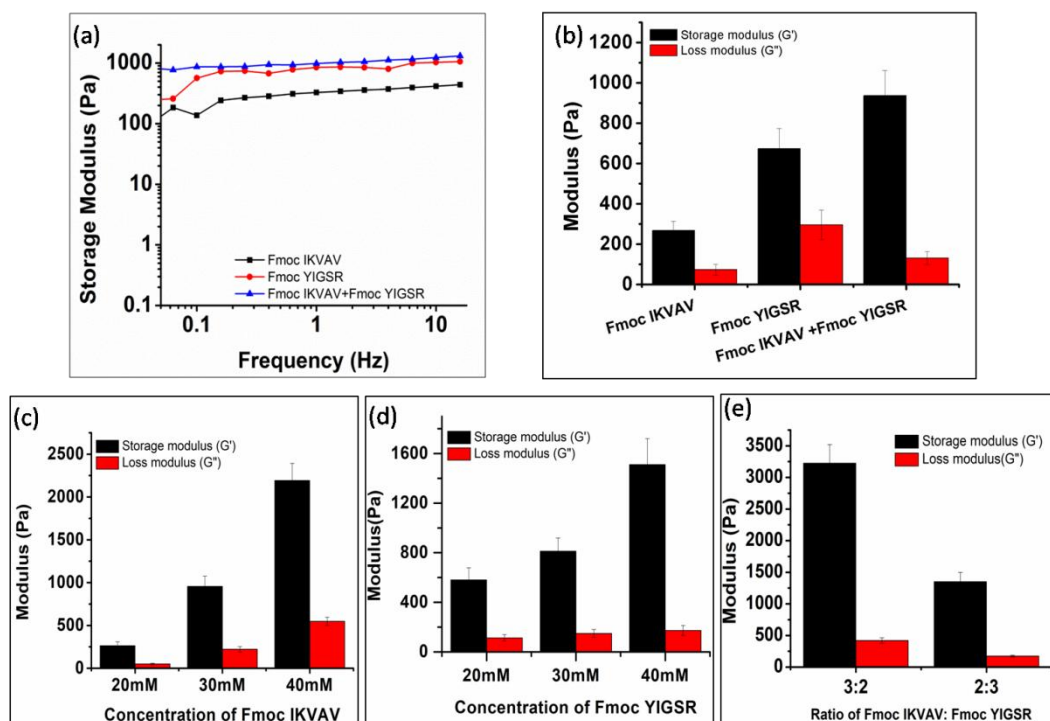 (a)
Storage Modulus (Pa)
1000
100
10
1
0.1
Fmoc IKVAV
Fmoc YIGSR
Fmoc IKVAV+Fmoc YIGSR
0.1 1 10
Frequency (Hz)
(b)
Modulus (Pa)
1200
1000
800
600
400
200
0
Storage modulus (G')
Loss modulus (G")
Fmoc IKVAV
Fmoc YIGSR
Fmoc IKVAV +Fmoc YIGSR
(c)
Modulus (Pa)
2500
2000
1500
1000
500
0
Storage modulus (G')
Loss modulus (G")
20mM 30mM 40mM
Concentration of Fmoc IKVAV
(d)
Modulus(Pa)
1600
1200
800
400
0
Storage modulus (G')
Loss modulus (G")
20mM 30mM 40mM
Concentration of Fmoc YIGSR
(e)
Modulus (Pa)
3500
3000
2500
2000
1500
1000
500
0
Storage modulus (G')
Loss modulus(G")
3:2 2:3
Ratio of Fmoc IKVAV: Fmoc YIGSR